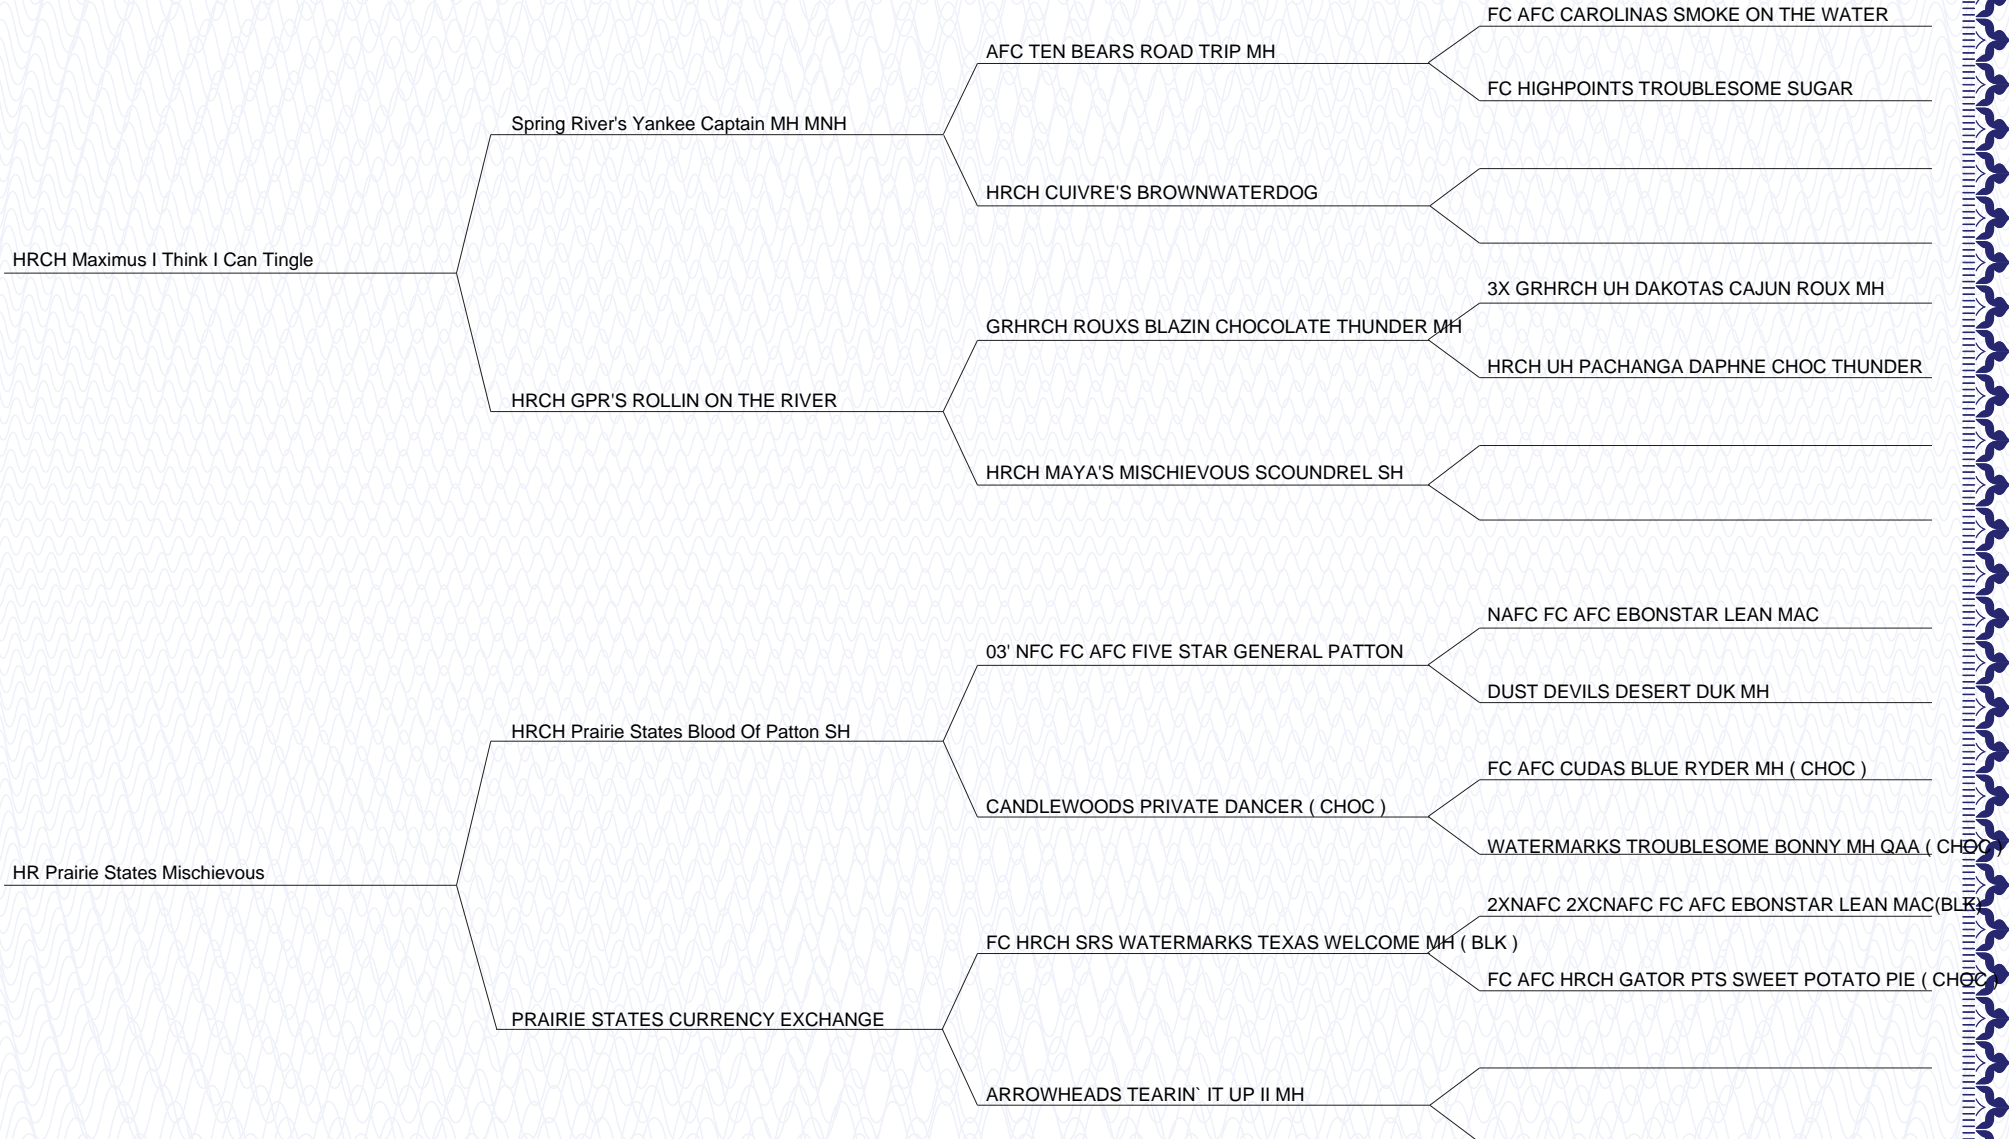 FC AFC CAROLINAS SMOKE ON THE WATER
AFC TEN BEARS ROAD TRIP MH
FC HIGHPOINTS TROUBLESOME SUGAR
Spring River's Yankee Captain MH MNH
HRCH CUIVRE'S BROWNWATERDOG
HRCH Maximus I Think I Can Tingle
3X GRHRCH UH DAKOTAS CAJUN ROUX MH
GRHRCH ROUXS BLAZIN CHOCOLATE THUNDER MH
HRCH UH PACHANGA DAPHNE CHOC THUNDER
HRCH GPR'S ROLLIN ON THE RIVER
HRCH MAYA'S MISCHIEVOUS SCOUNDREL SH
NAFC FC AFC EBONSTAR LEAN MAC
03' NFC FC AFC FIVE STAR GENERAL PATTON
DUST DEVILS DESERT DUK MH
HRCH Prairie States Blood Of Patton SH
FC AFC CUDAS BLUE RYDER MH ( CHOC )
CANDLEWOODS PRIVATE DANCER ( CHOC )
WATERMARKS TROUBLESOME BONNY MH QAA ( CHOC )
HR Prairie States Mischievous
2XNAFC 2XCNAFC FC AFC EBONSTAR LEAN MAC(BLK)
FC HRCH SRS WATERMARKS TEXAS WELCOME MH ( BLK )
FC AFC HRCH GATOR PTS SWEET POTATO PIE ( CHOC )
PRAIRIE STATES CURRENCY EXCHANGE
ARROWHEADS TEARIN` IT UP II MH